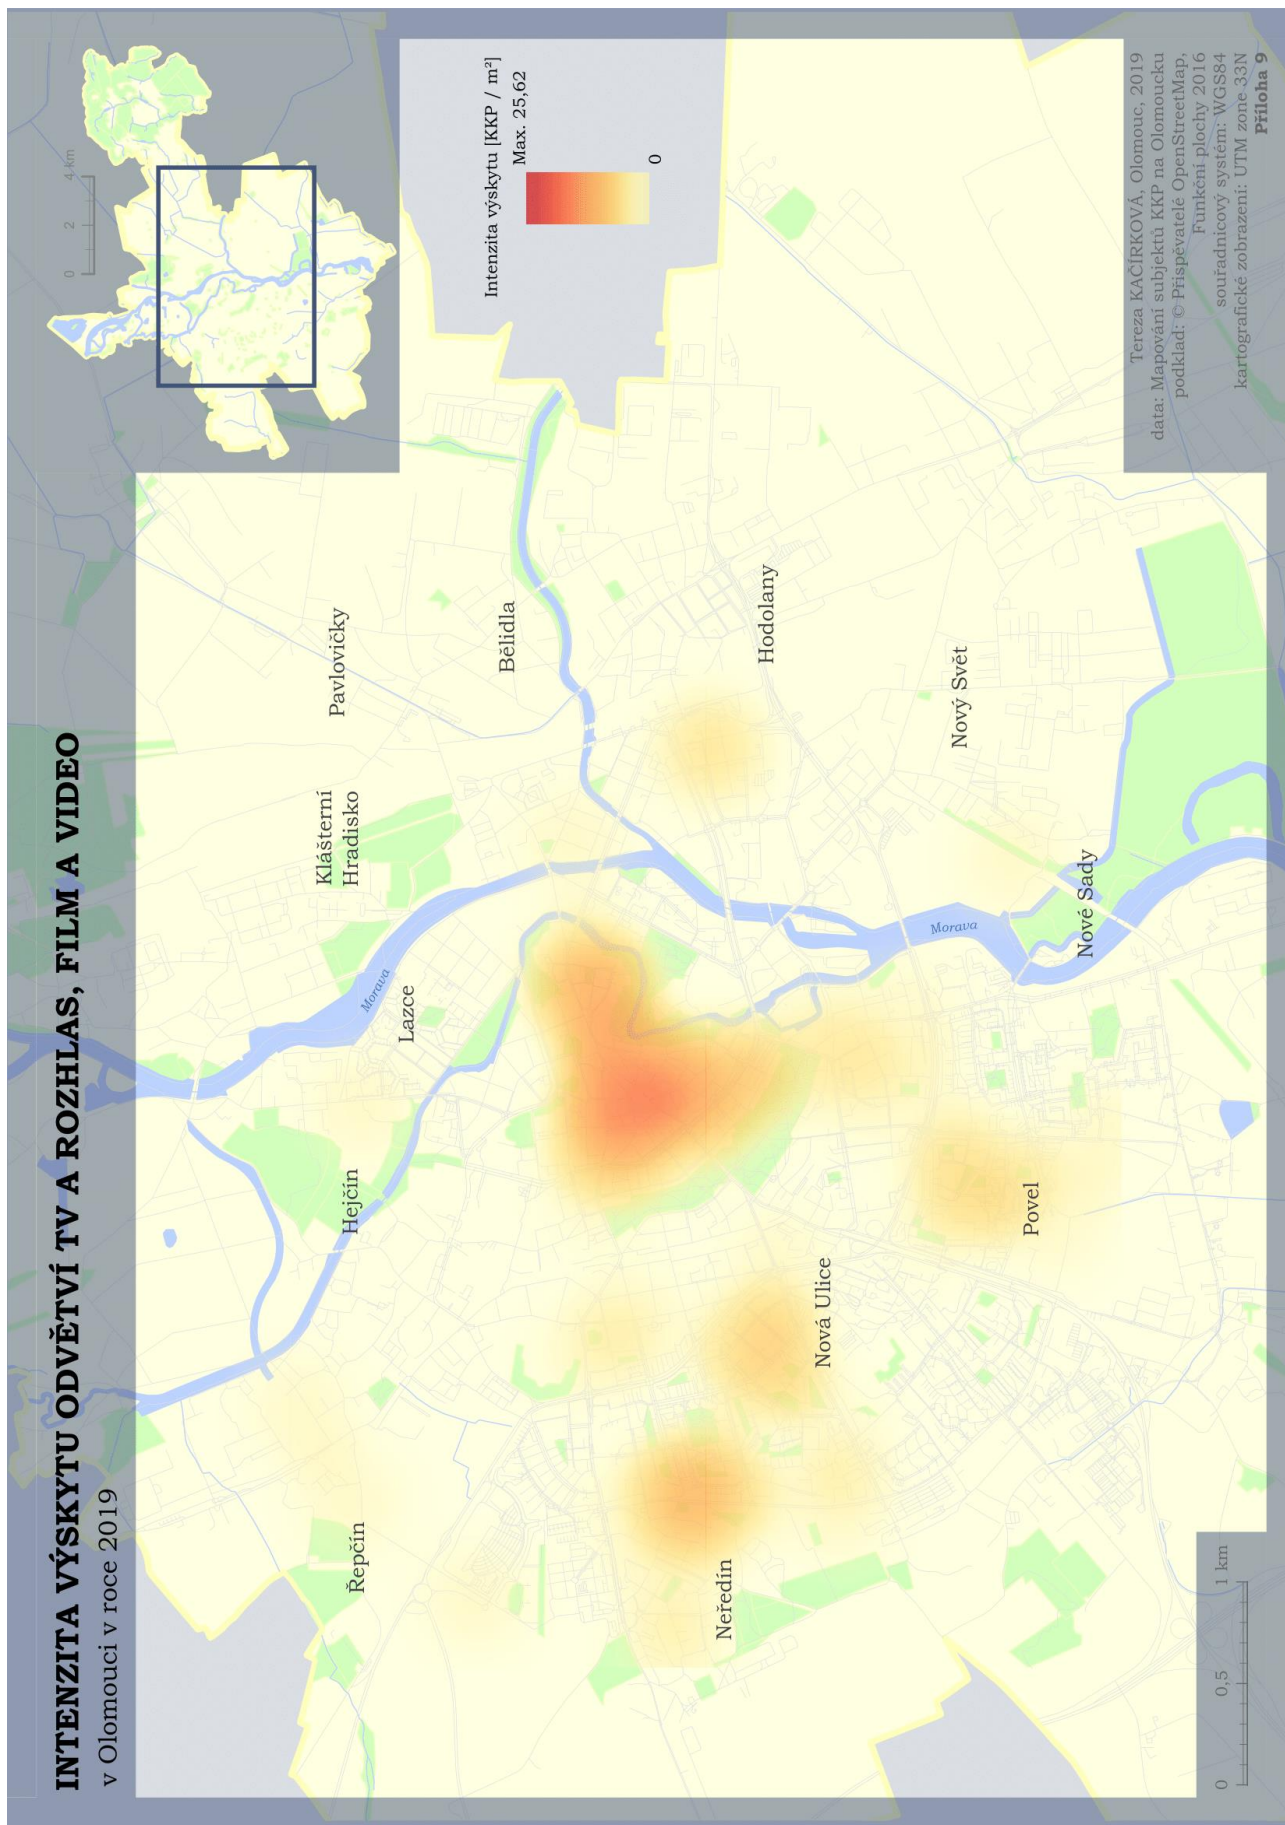 INTENZITA VÝSKYTU ODVĚTVÍ TV A ROZHLAS, FILM A VIDEO
v Olomouci v roce 2019
0 2 4 km
Intenzita výskytu [KKP / m²]
Max. 25,62
0
Pavlovičky
Klášterní
Hradisko
Bělidla
Lazce
Morava
Hejčín
Řepčín
Hodolany
Nový Svět
Morava
Nové Sady
Povel
Nová Ulice
Neředín
0 0,5 1 km
Tereza KAČÍRKOVÁ, Olomouc, 2019
data: Mapování subjektů KKP na Olomoucku
podklad: © Přispěvatelé OpenStreetMap,
Funkční plochy 2016
souřadnicový systém: WGS84
kartografické zobrazení: UTM zone 33N
Příloha 9